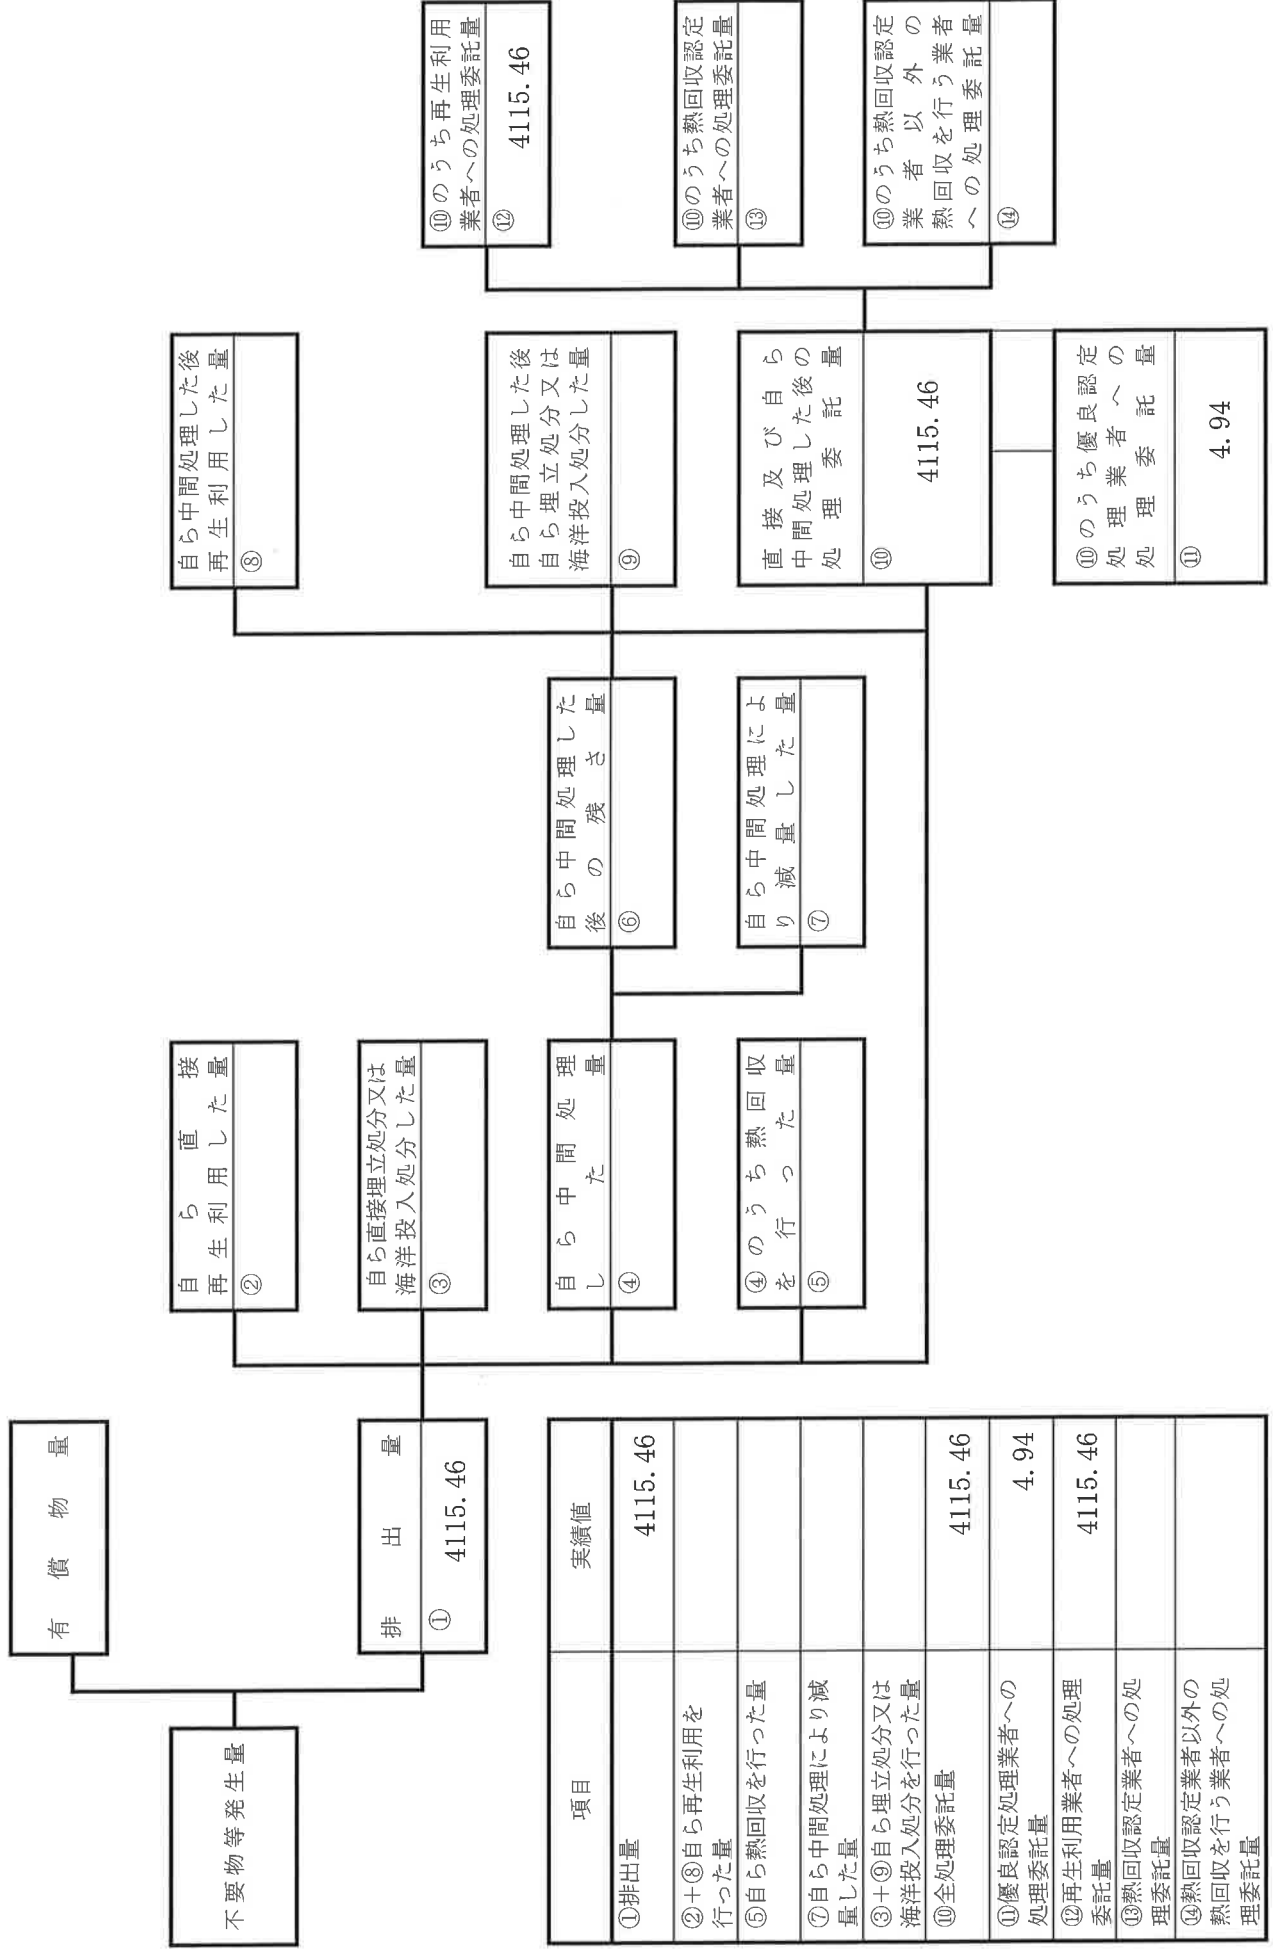 有償物量
不要物等発生量
排出量
① 4115.46
自ら直接
再生利用した量
②
自ら直接埋立処分又は
海洋投入処分した量
③
自ら中間処理
した量
④
④のうち熱回収
を行った量
⑤
自ら中間処理した
後の残さ量
⑥
自ら中間処理によ
り減量した量
⑦
自ら中間処理した後
再生利用した量
⑧
自ら中間処理した後
自ら埋立処分又は
海洋投入処分した量
⑨
直接及び自ら
中間処理した後の
処理委託量
⑩ 4115.46
⑩のうち優良認定
処理業者への
処理委託量
⑪ 4.94
⑩のうち再生利用
業者への処理委託量
⑫ 4115.46
⑩のうち熱回収認定
業者への処理委託量
⑬
⑩のうち熱回収認定
業者以外の
熱回収を行う業者
への処理委託量
⑭
項目 実績値
①排出量 4115.46
②+⑧自ら再生利用を
行った量
⑤自ら熱回収を行った量
⑦自ら中間処理により減
量した量
③+⑨自ら埋立処分又は
海洋投入処分を行った量
⑩全処理委託量 4115.46
⑪優良認定処理業者への
処理委託量 4.94
⑫再生利用業者への処理
委託量 4115.46
⑬熱回収認定業者への処
理委託量
⑭熱回収認定業者以外の
熱回収を行う業者への処
理委託量